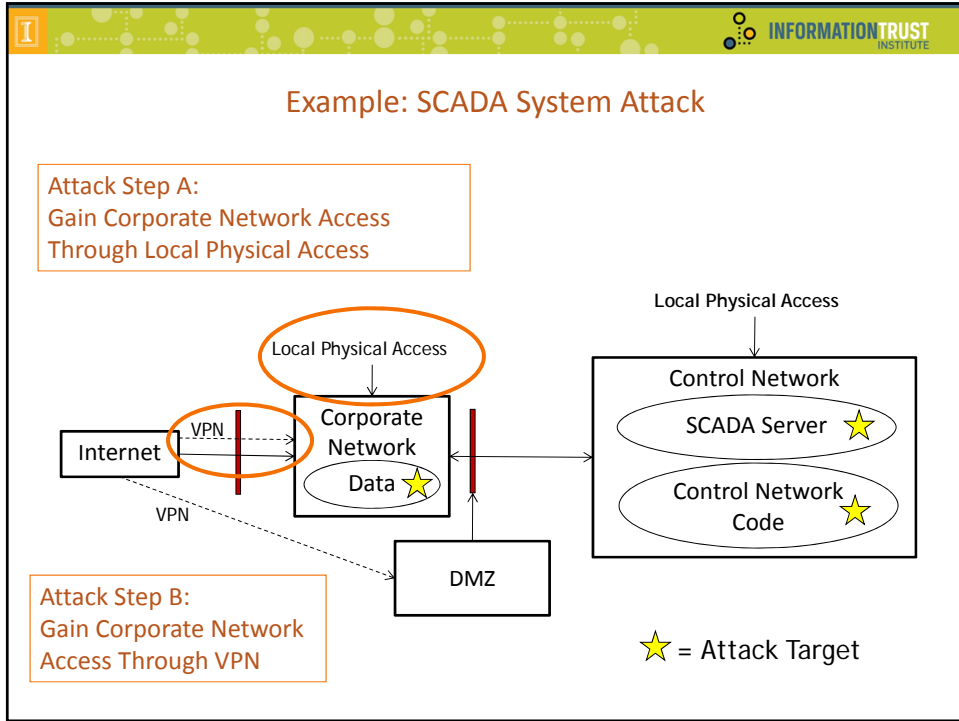 I
INFORMATIONTRUST
INSTITUTE
Example: SCADA System Attack
Attack Step A:
Gain Corporate Network Access
Through Local Physical Access
Local Physical Access
Local Physical Access
Control Network
SCADA Server
Control Network
Code
Corporate
Network
Data
VPN
Internet
VPN
DMZ
Attack Step B:
Gain Corporate Network
Access Through VPN
= Attack Target